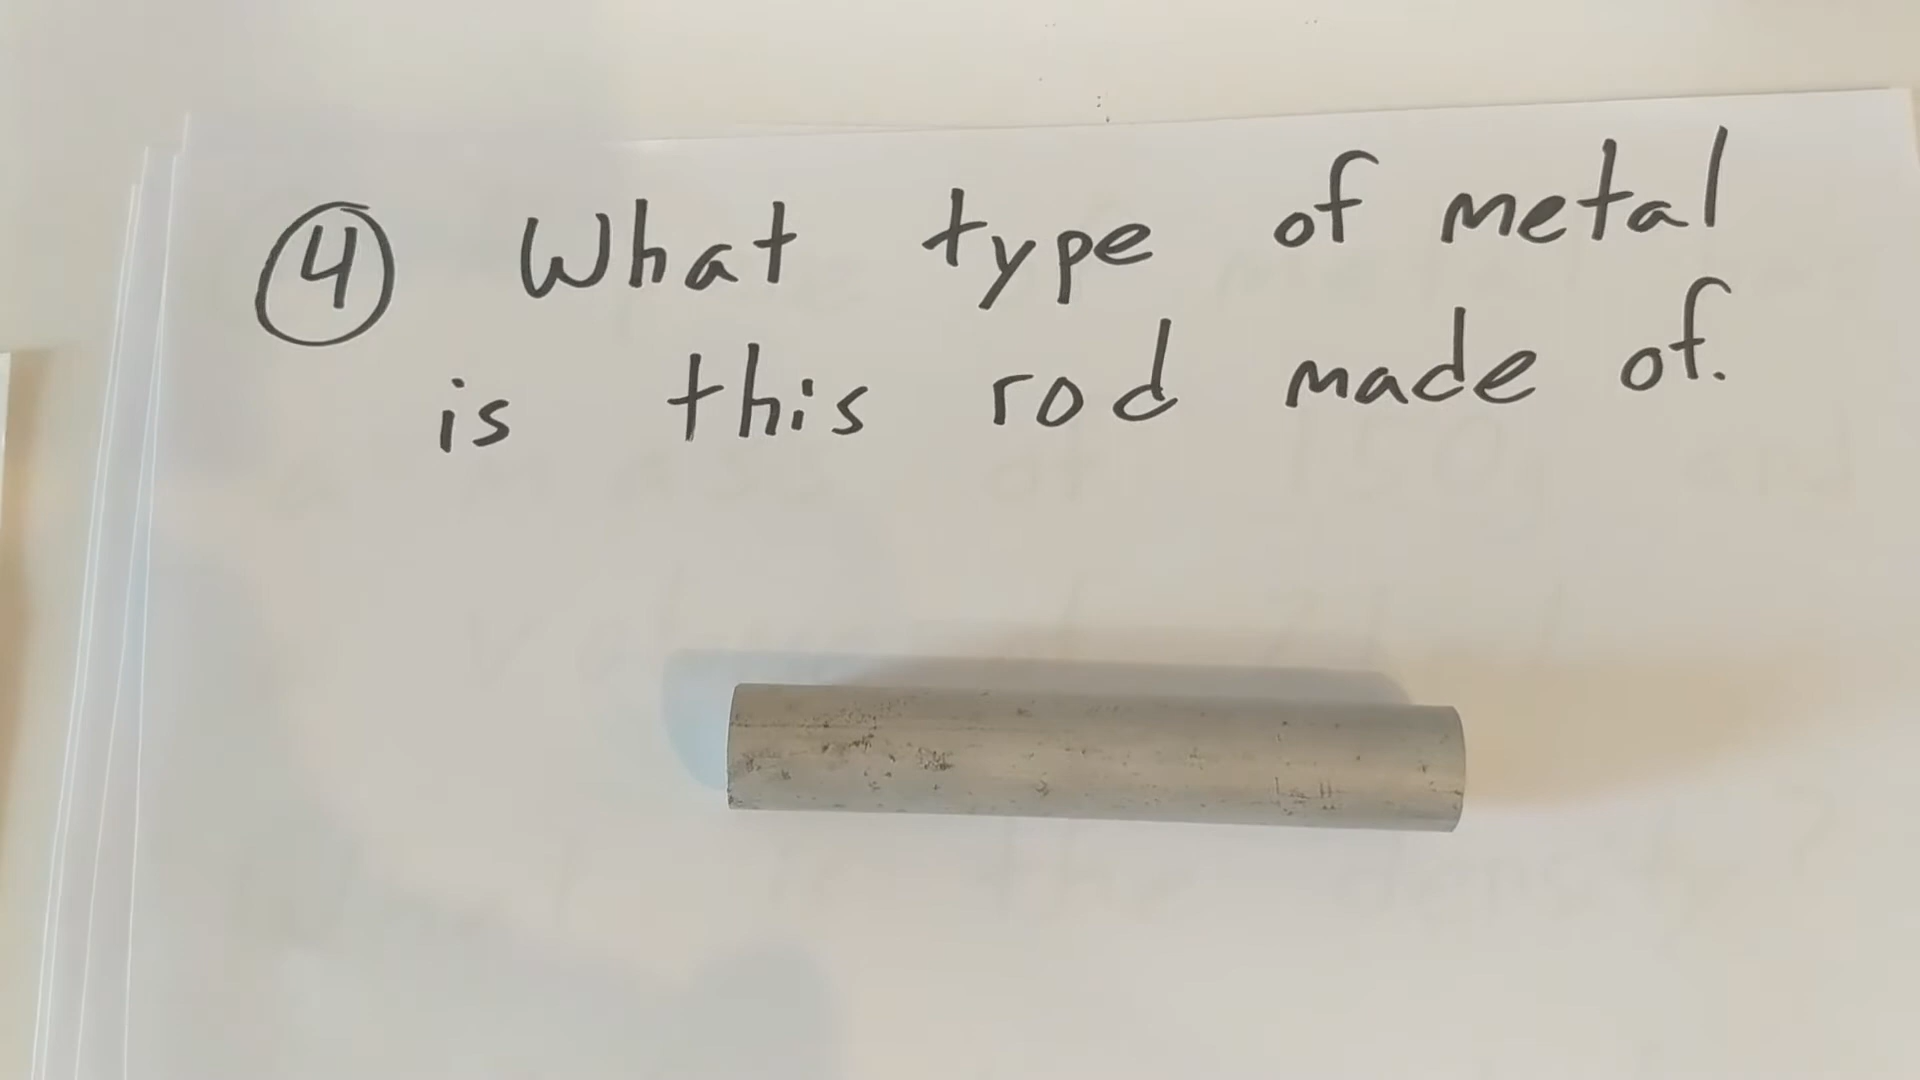 ④ What type of metal
is this rod made of.